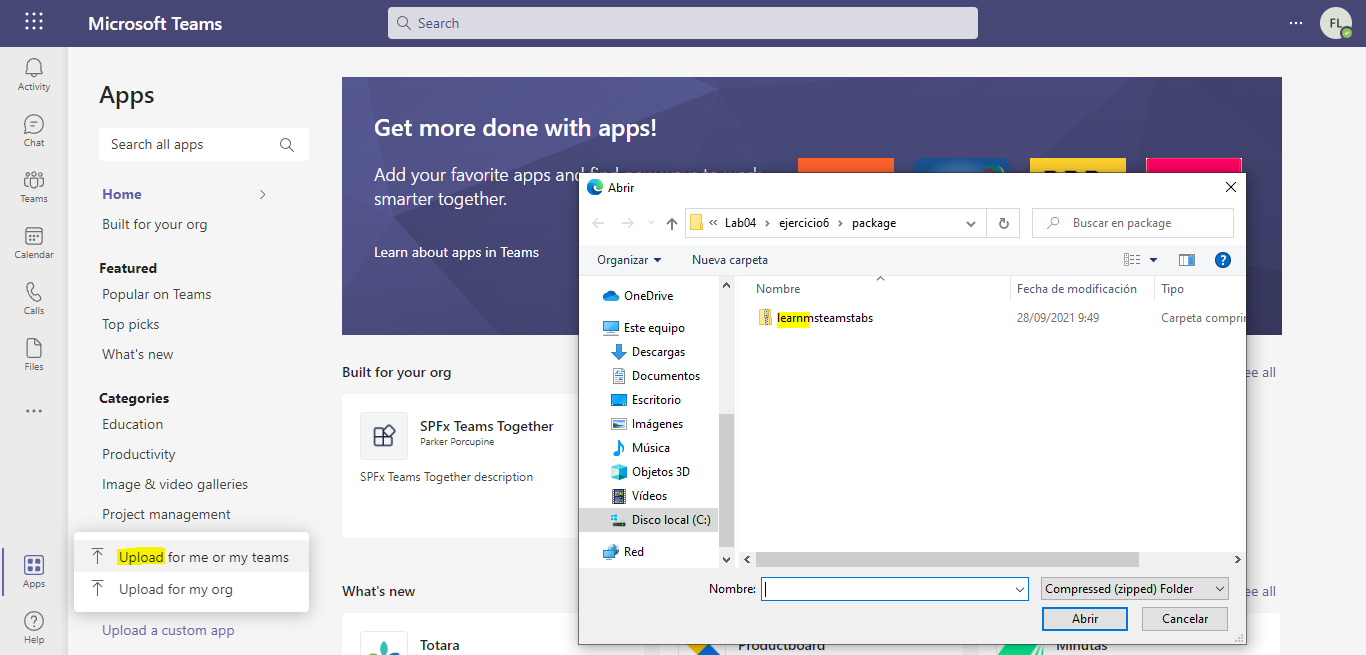 Microsoft Teams
Search
FL
Activity
Chat
Teams
Calendar
Calls
Files
Apps
Help
Apps
Search all apps
Home
Built for your org
Featured
Popular on Teams
Top picks
What's new
Categories
Education
Productivity
Image & video galleries
Project management
Upload for me or my teams
Upload for my org
Upload a custom app
Get more done with apps!
Add your favorite apps and
smarter together.
Learn about apps in Teams
Built for your org
SPFx Teams Together
Parker Porcupine
SPFx Teams Together description
What's new
Totara
Productboard
Minutas
ee all
ee all
Abrir
« Lab04 › ejercicio6 › package
Buscar en package
Organizar
Nueva carpeta
OneDrive
Este equipo
Descargas
Documentos
Escritorio
Imágenes
Música
Objetos 3D
Vídeos
Disco local (C:)
Red
Nombre
Fecha de modificación
Tipo
learnmsteamstabs
28/09/2021 9:49
Carpeta comprir
Nombre:
Compressed (zipped) Folder
Abrir
Cancelar